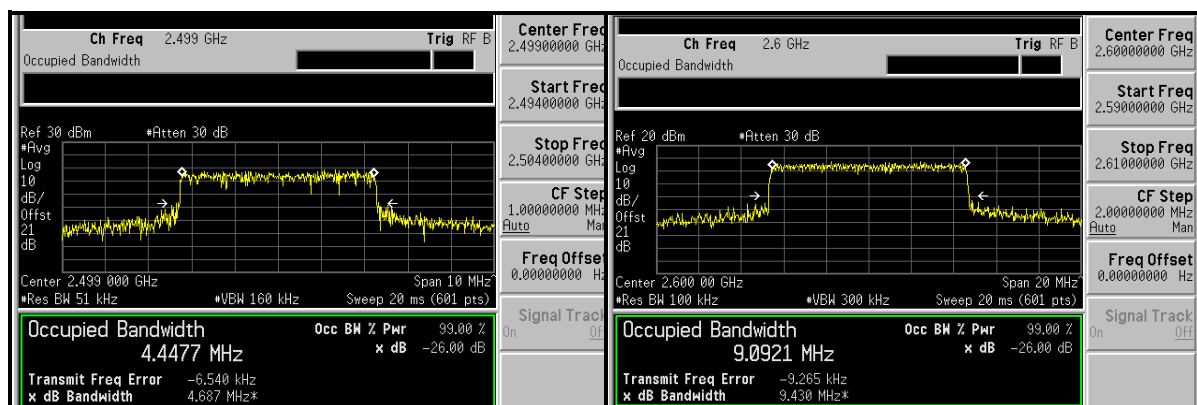 Ch Freq 2.499 GHz Trig RF B
Occupied Bandwidth
Ref 30 dBm #Atten 30 dB
#Avg
Log
10
dB/
Offst
21
dB
Center 2.499 000 GHz Span 10 MHz^
#Res BW 51 kHz #VBW 160 kHz Sweep 20 ms (601 pts)
Occupied Bandwidth Occ BW % Pwr 99.00 %
4.4477 MHz x dB -26.00 dB
Transmit Freq Error -6.540 kHz
x dB Bandwidth 4.687 MHz*
Center Freq
2.49900000 GHz
Start Freq
2.49400000 GHz
Stop Freq
2.50400000 GHz
CF Step
1.00000000 MHz
Auto Man
Freq Offset
0.00000000 Hz
Signal Track
On Off
Ch Freq 2.6 GHz Trig RF B
Occupied Bandwidth
Ref 20 dBm #Atten 30 dB
#Avg
Log
10
dB/
Offst
21
dB
Center 2.600 00 GHz Span 20 MHz^
#Res BW 100 kHz #VBW 300 kHz Sweep 20 ms (601 pts)
Occupied Bandwidth Occ BW % Pwr 99.00 %
9.0921 MHz x dB -26.00 dB
Transmit Freq Error -9.265 kHz
x dB Bandwidth 9.430 MHz*
Center Freq
2.60000000 GHz
Start Freq
2.59000000 GHz
Stop Freq
2.61000000 GHz
CF Step
2.00000000 MHz
Auto Man
Freq Offset
0.00000000 Hz
Signal Track
On Off